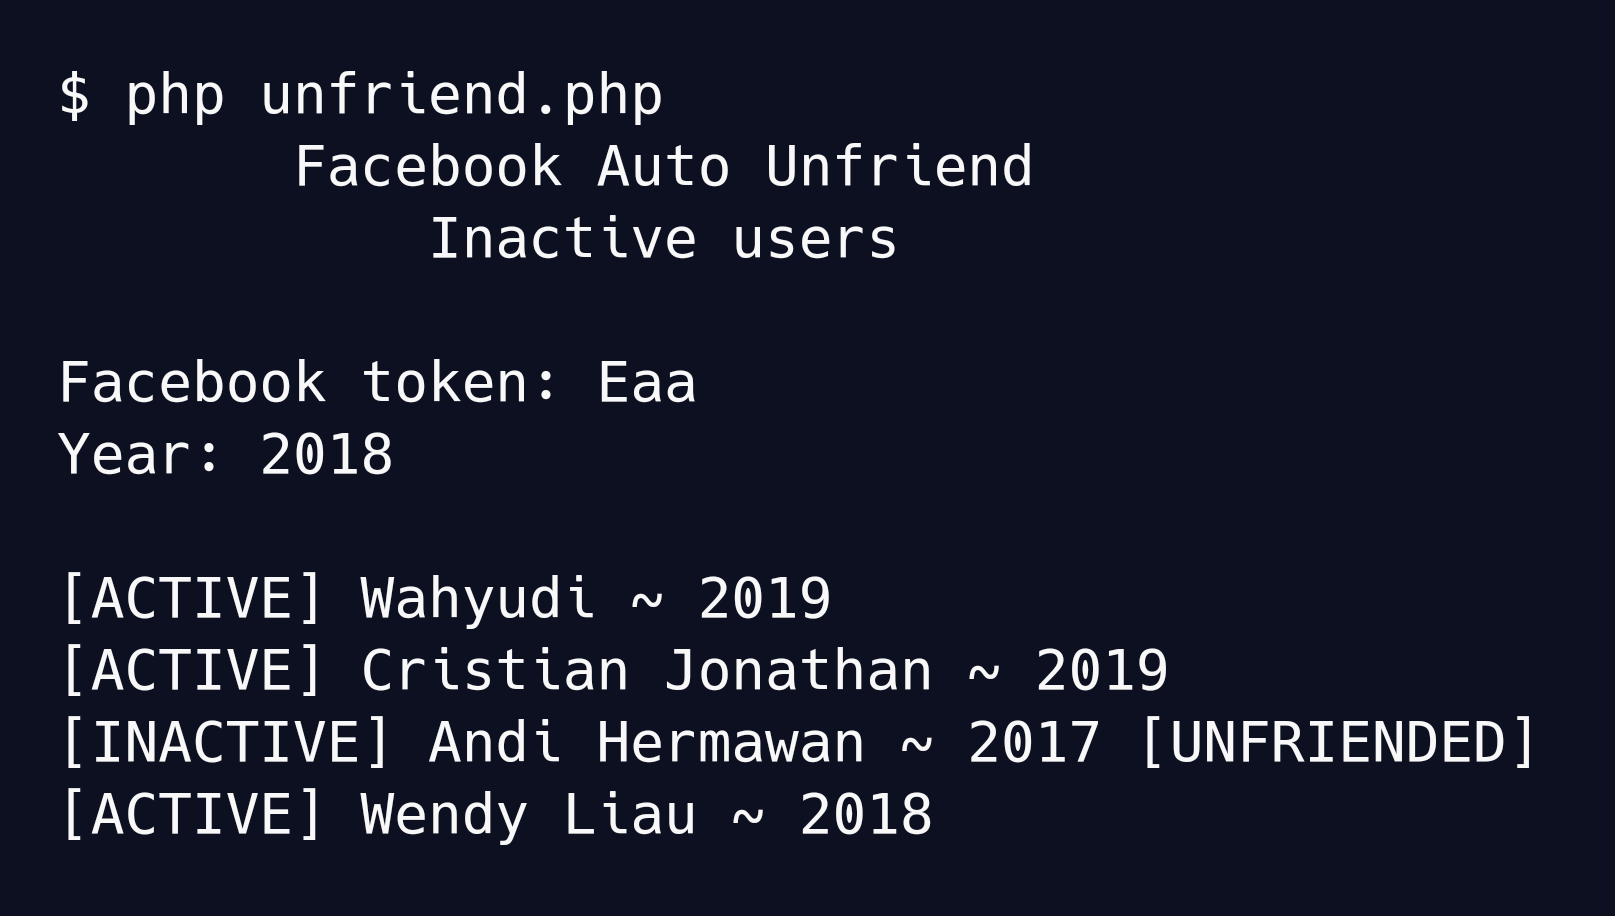 $ php unfriend.php
Facebook Auto Unfriend
Inactive users
Facebook token: Eaa
Year: 2018
[ACTIVE] Wahyudi ~ 2019
[ACTIVE] Cristian Jonathan ~ 2019
[INACTIVE] Andi Hermawan ~ 2017 [UNFRIENDED]
[ACTIVE] Wendy Liau ~ 2018